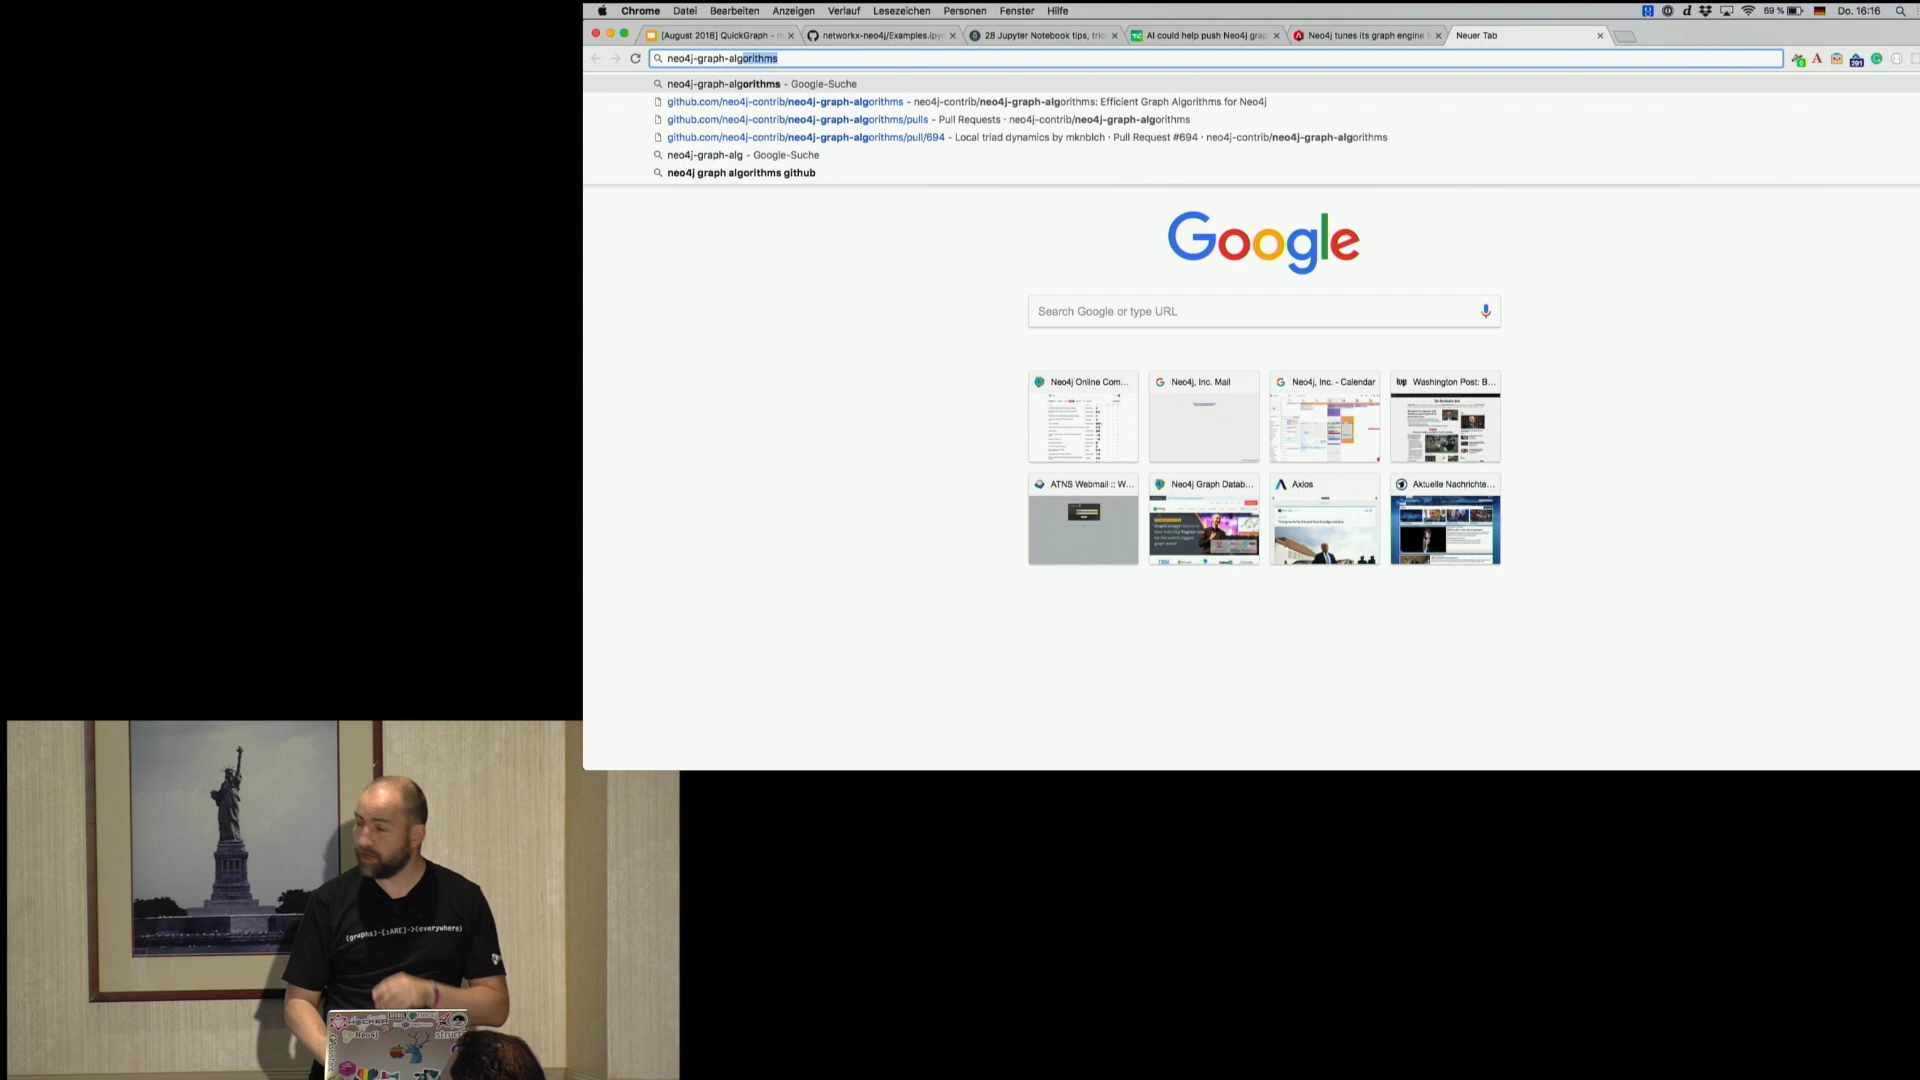 Chrome Datei Bearbeiten Anzeigen Verlauf Lesezeichen Personen Fenster Hilfe
69 % Do. 16:16
[August 2018] QuickGraph - n
networkx-neo4j/Examples.ipy
28 Jupyter Notebook tips, tric
AI could help push Neo4j grap
Neo4j tunes its graph engine
Neuer Tab
neo4j-graph-algorithms
neo4j-graph-algorithms - Google-Suche
github.com/neo4j-contrib/neo4j-graph-algorithms - neo4j-contrib/neo4j-graph-algorithms: Efficient Graph Algorithms for Neo4j
github.com/neo4j-contrib/neo4j-graph-algorithms/pulls - Pull Requests · neo4j-contrib/neo4j-graph-algorithms
github.com/neo4j-contrib/neo4j-graph-algorithms/pull/694 - Local triad dynamics by mknblch · Pull Request #694 · neo4j-contrib/neo4j-graph-algorithms
neo4j-graph-alg - Google-Suche
neo4j graph algorithms github
Google
Search Google or type URL
Neo4j Online Com...
Neo4j, Inc. Mail
Neo4j, Inc. - Calendar
Washington Post: B...
ATNS Webmail :: W...
Neo4j Graph Datab...
Axios
Aktuelle Nachrichte...
(graphs)-[:ARE]->(everywhere)
Neo4j
struct